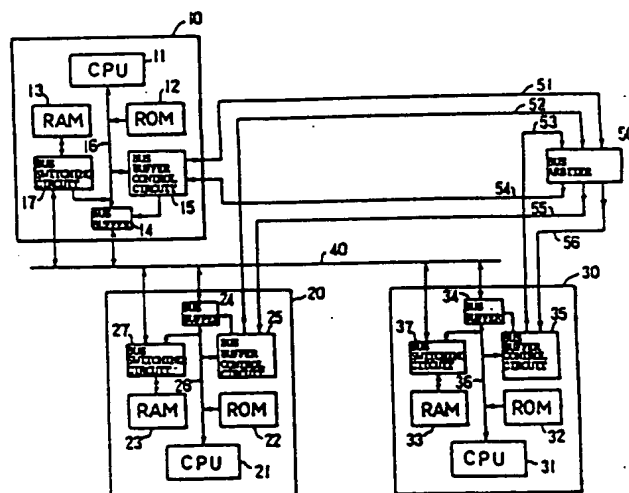 10
11
CPU
13
12
RAM
ROM
16
BUS
SWITCHING
CIRCUIT
17
BUS
BUFFER
CONTROL
CIRCUIT
15
BUS
BUFFER
14
51
52
53
50
BUS
ARBITER
54
55
56
40
20
24
BUS
BUFFER
25
27
BUS
SWITCHING
CIRCUIT
BUS
BUFFER
CONTROL
CIRCUIT
26
RAM
23
ROM
22
CPU
21
30
34
BUS
BUFFER
35
37
BUS
SWITCHING
CIRCUIT
BUS
BUFFER
CONTROL
CIRCUIT
36
RAM
33
ROM
32
CPU
31